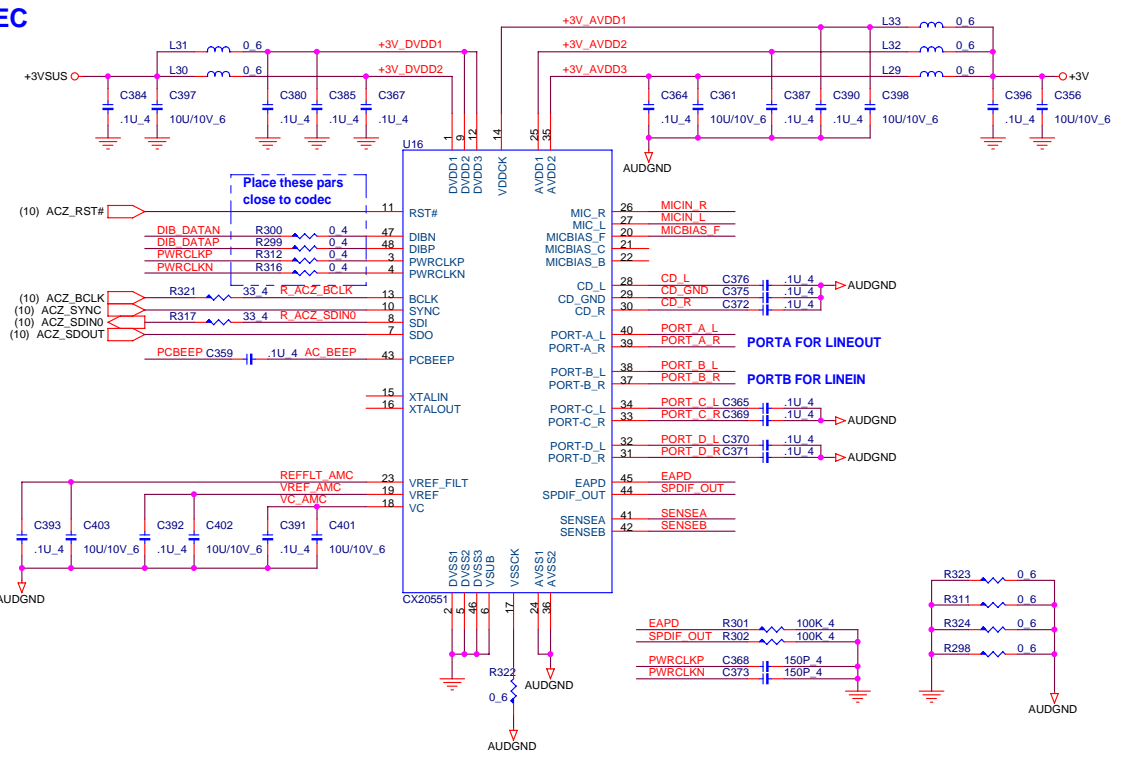 EC
L31 0_6 +3V_DVDD1
+3VSUS L30 0_6 +3V_DVDD2
C384 C397 C380 C385 C367
.1U_4 10U/10V_6 .1U_4 .1U_4 .1U_4
+3V_AVDD1 L33 0_6
+3V_AVDD2 L32 0_6
+3V_AVDD3 L29 0_6 +3V
C364 C361 C387 C390 C398 C396 C356
.1U_4 10U/10V_6 .1U_4 .1U_4 10U/10V_6 .1U_4 10U/10V_6
AUDGND
1 9 12 14 25 35
U16
DVDD1 DVDD2 DVDD3 VDDCK AVDD1 AVDD2
Place these pars
close to codec
(10) ACZ_RST# 11 RST#
DIB_DATAN R300 0_4 47 DIBN
DIB_DATAP R299 0_4 48 DIBP
PWRCLKP R312 0_4 3 PWRCLKP
PWRCLKN R316 0_4 4 PWRCLKN
(10) ACZ_BCLK R321 33_4 R_ACZ_BCLK 13 BCLK
(10) ACZ_SYNC 10 SYNC
(10) ACZ_SDIN0 R317 33_4 R_ACZ_SDIN0 8 SDI
(10) ACZ_SDOUT 7 SDO
PCBEEP C359 .1U_4 AC_BEEP 43 PCBEEP
15 XTALIN
16 XTALOUT
REFFLT_AMC 23 VREF_FILT
VREF_AMC 19 VREF
VC_AMC 18 VC
C393 C403 C392 C402 C391 C401
.1U_4 10U/10V_6 .1U_4 10U/10V_6 .1U_4 10U/10V_6
AUDGND
MIC_R 26 MICIN_R
MIC_L 27 MICIN_L
MICBIAS_F 20 MICBIAS_F
MICBIAS_C 21
MICBIAS_B 22
CD_L 28 CD_L C376 .1U_4 AUDGND
CD_GND 29 CD_GND C375 .1U_4
CD_R 30 CD_R C372 .1U_4
PORT-A_L 40 PORT_A_L
PORT-A_R 39 PORT_A_R
PORTA FOR LINEOUT
PORT-B_L 38 PORT_B_L
PORT-B_R 37 PORT_B_R
PORTB FOR LINEIN
PORT-C_L 34 PORT_C_L C365 .1U_4
PORT-C_R 33 PORT_C_R C369 .1U_4 AUDGND
PORT-D_L 32 PORT_D_L C370 .1U_4
PORT-D_R 31 PORT_D_R C371 .1U_4 AUDGND
EAPD 45 EAPD
SPDIF_OUT 44 SPDIF_OUT
SENSEA 41 SENSEA
SENSEB 42 SENSEB
DVSS1 DVSS2 DVSS3 VSUB VSSCK AVSS1 AVSS2
CX20551
2 5 46 6 17 24 36
R322
0_6
AUDGND
AUDGND
EAPD R301 100K_4
SPDIF_OUT R302 100K_4
PWRCLKP C368 150P_4
PWRCLKN C373 150P_4
R323 0_6
R311 0_6
R324 0_6
R298 0_6
AUDGND